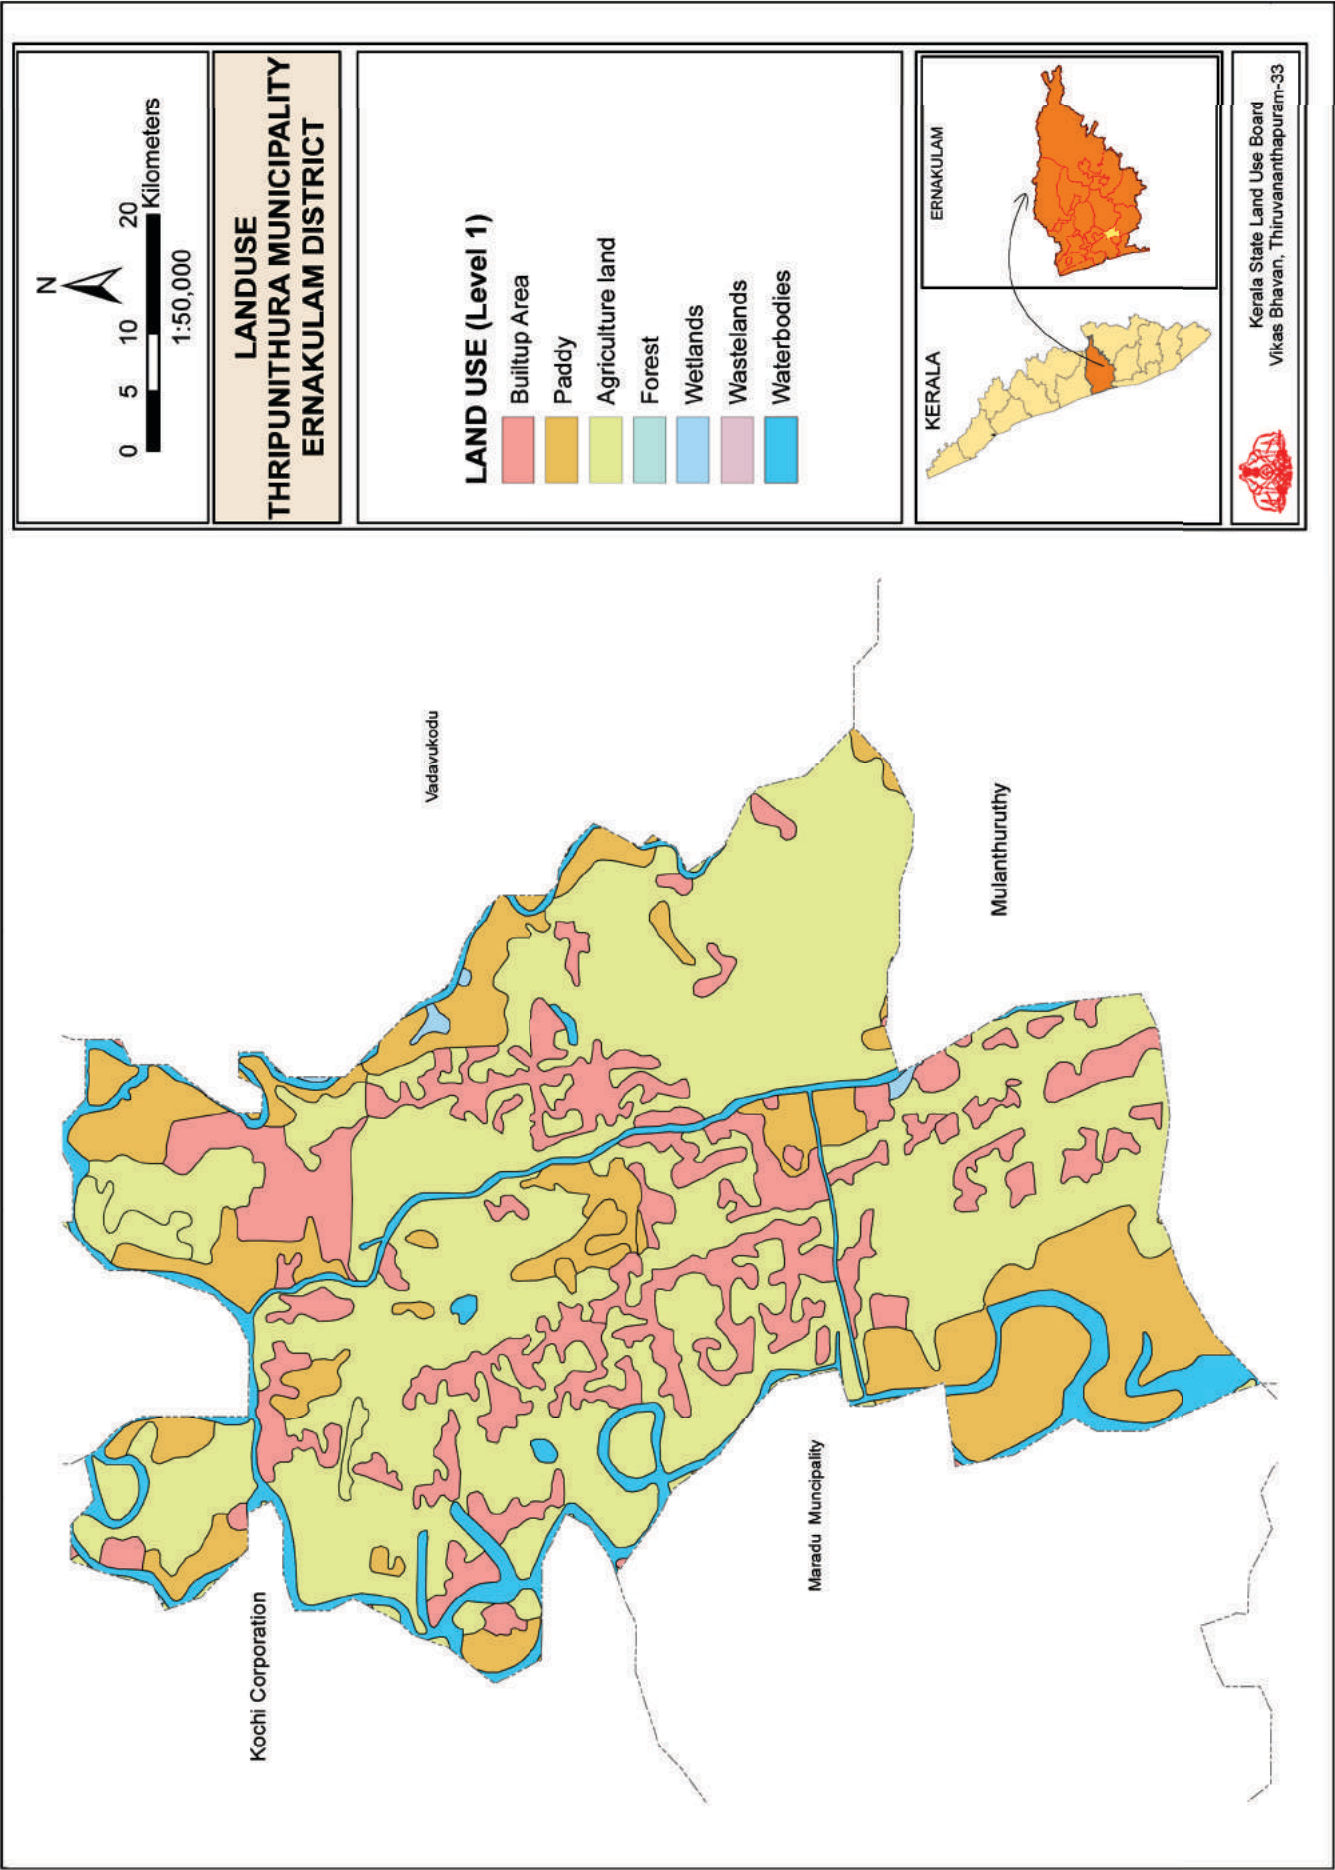 N
0 5 10 20
Kilometers
1:50,000
LANDUSE
THRIPUNITHURA MUNICIPALITY
ERNAKULAM DISTRICT
LAND USE (Level 1)
Builtup Area
Paddy
Agriculture land
Forest
Wetlands
Wastelands
Waterbodies
KERALA
ERNAKULAM
Kerala State Land Use Board
Vikas Bhavan, Thiruvananthapuram-33
Kochi Corporation
Vadavukodu
Maradu Muncipality
Mulanthuruthy